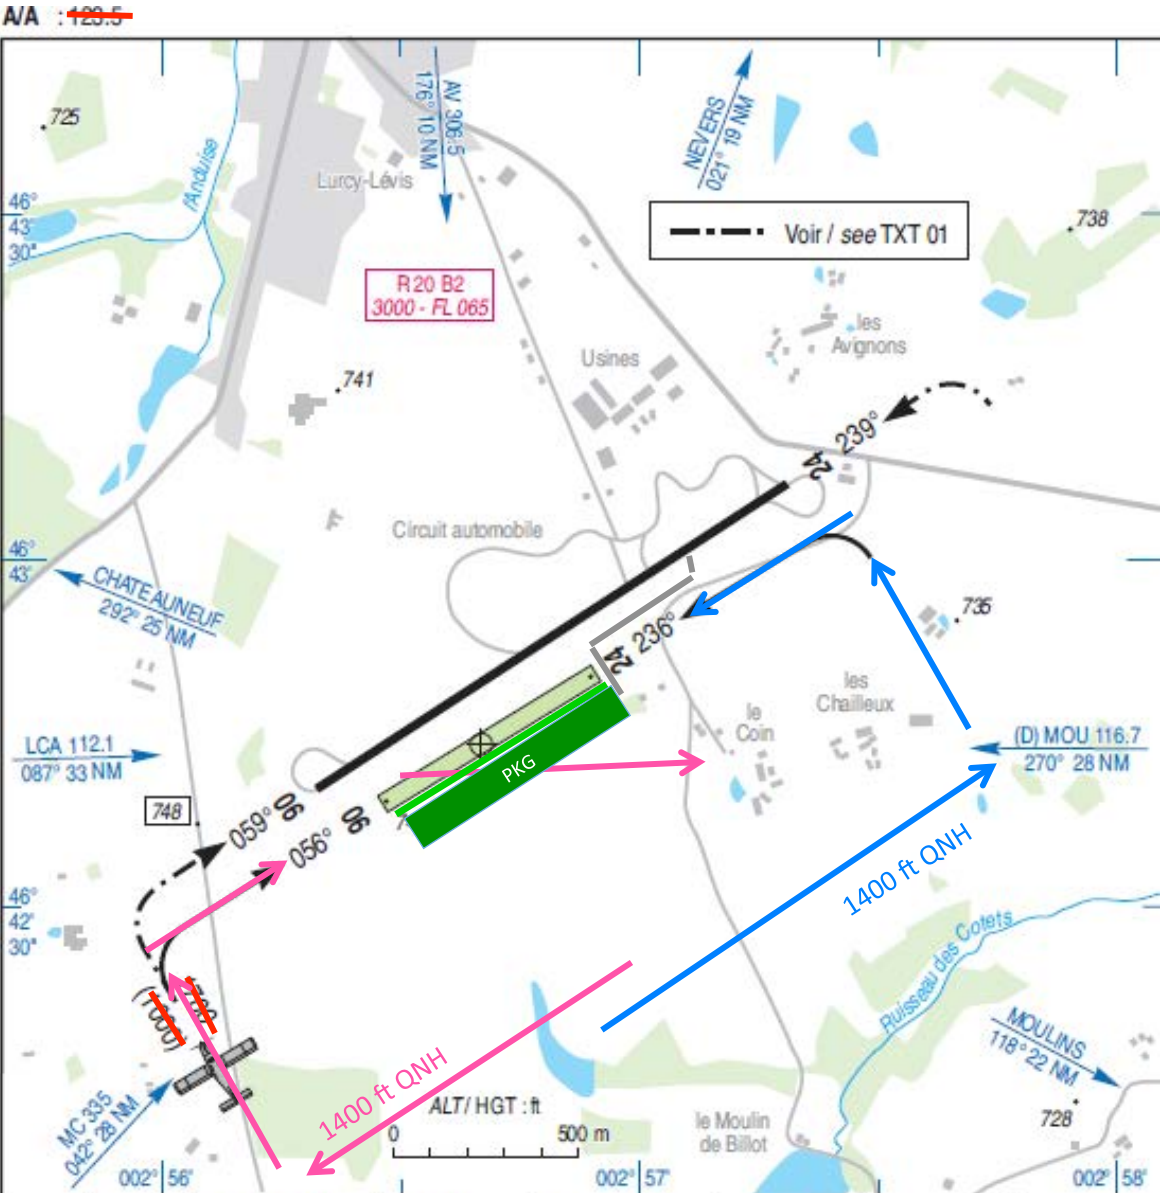 A/A : 123.5
725
l'Anduise
AV 306.5
176° 10 NM
NEVERS
021° 19 NM
Lurcy-Lévis
46°
43'
30"
Voir / see TXT 01
738
R 20 B2
3000 - FL 065
les
Avignons
Usines
741
239°
24
Circuit automobile
46°
43'
CHATEAUNEUF
292° 25 NM
735
236°
24
les
Chailleux
le
Coin
LCA 112.1
087° 33 NM
(D) MOU 116.7
270° 28 NM
PKG
748
059°
06
056°
06
1400 ft QNH
46°
42'
30"
Ruisseau des Cotets
(1000)
(700)
MOULINS
118° 22 NM
MC 335
042° 28 NM
1400 ft QNH
ALT/ HGT : ft
0 500 m
le Moulin
de Billot
728
002° 56' 002° 57' 002° 58'